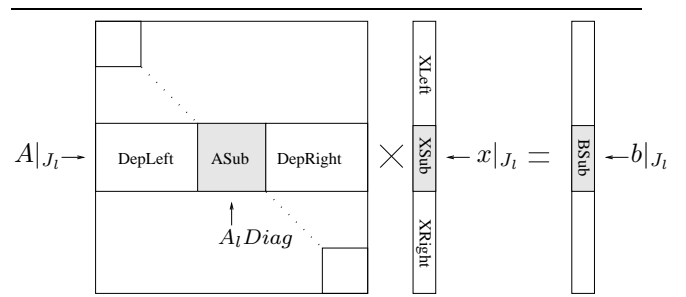 XLeft
A|_{J_l} → DepLeft ASub DepRight × XSub ← x|_{J_l} = BSub ← b|_{J_l}
A_l Diag
XRight